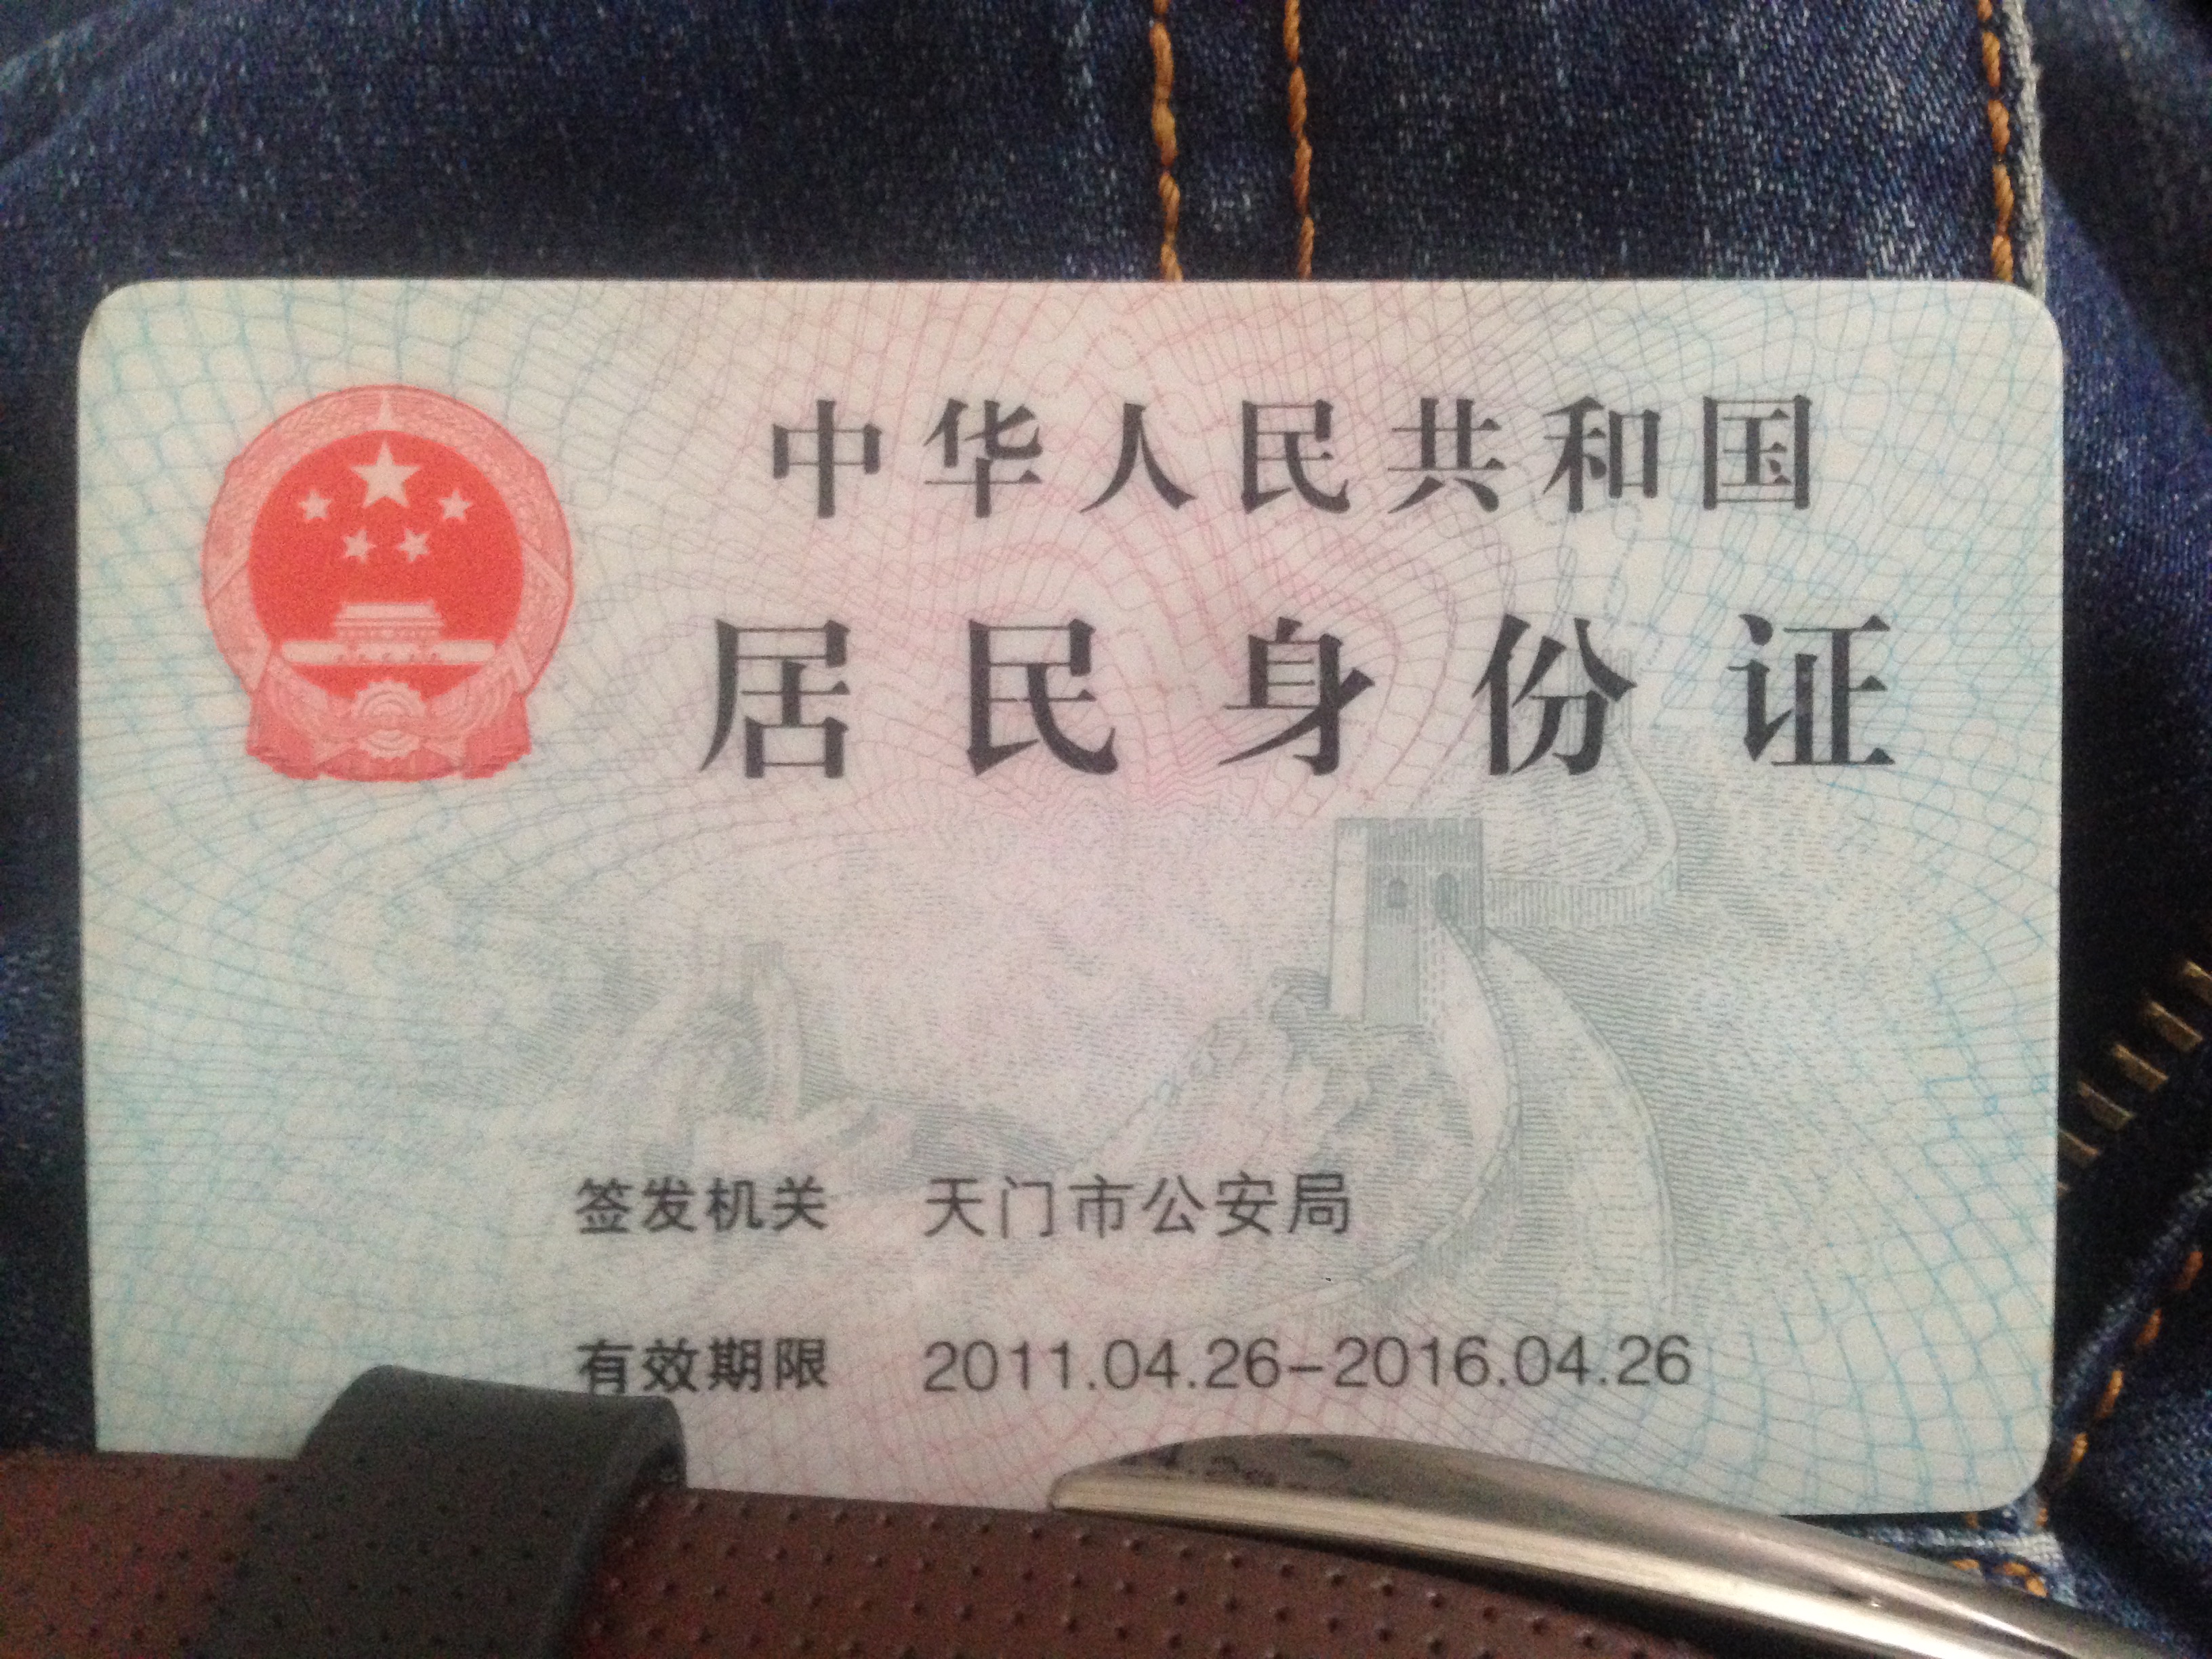 中华人民共和国
居民身份证
签发机关 天门市公安局
有效期限 2011.04.26-2016.04.26